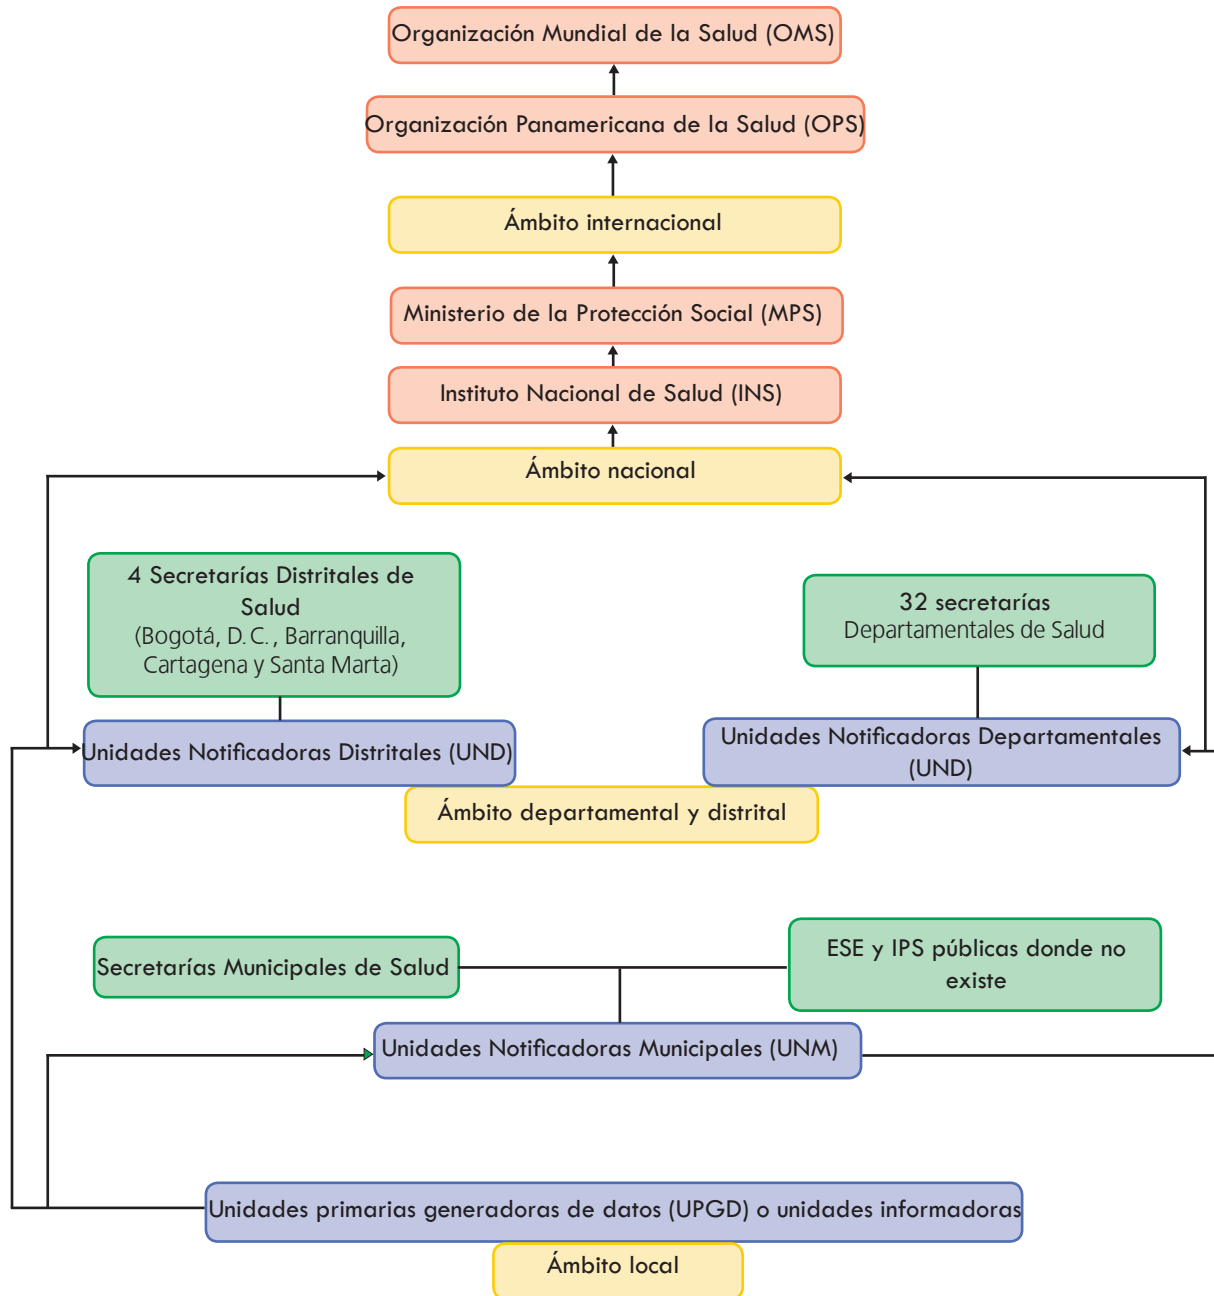 Organización Mundial de la Salud (OMS)
Organización Panamericana de la Salud (OPS)
Ámbito internacional
Ministerio de la Protección Social (MPS)
Instituto Nacional de Salud (INS)
Ámbito nacional
4 Secretarías Distritales de
Salud
(Bogotá, D. C., Barranquilla,
Cartagena y Santa Marta)
32 secretarías
Departamentales de Salud
Unidades Notificadoras Distritales (UND)
Unidades Notificadoras Departamentales
(UND)
Ámbito departamental y distrital
Secretarías Municipales de Salud
ESE y IPS públicas donde no
existe
Unidades Notificadoras Municipales (UNM)
Unidades primarias generadoras de datos (UPGD) o unidades informadoras
Ámbito local